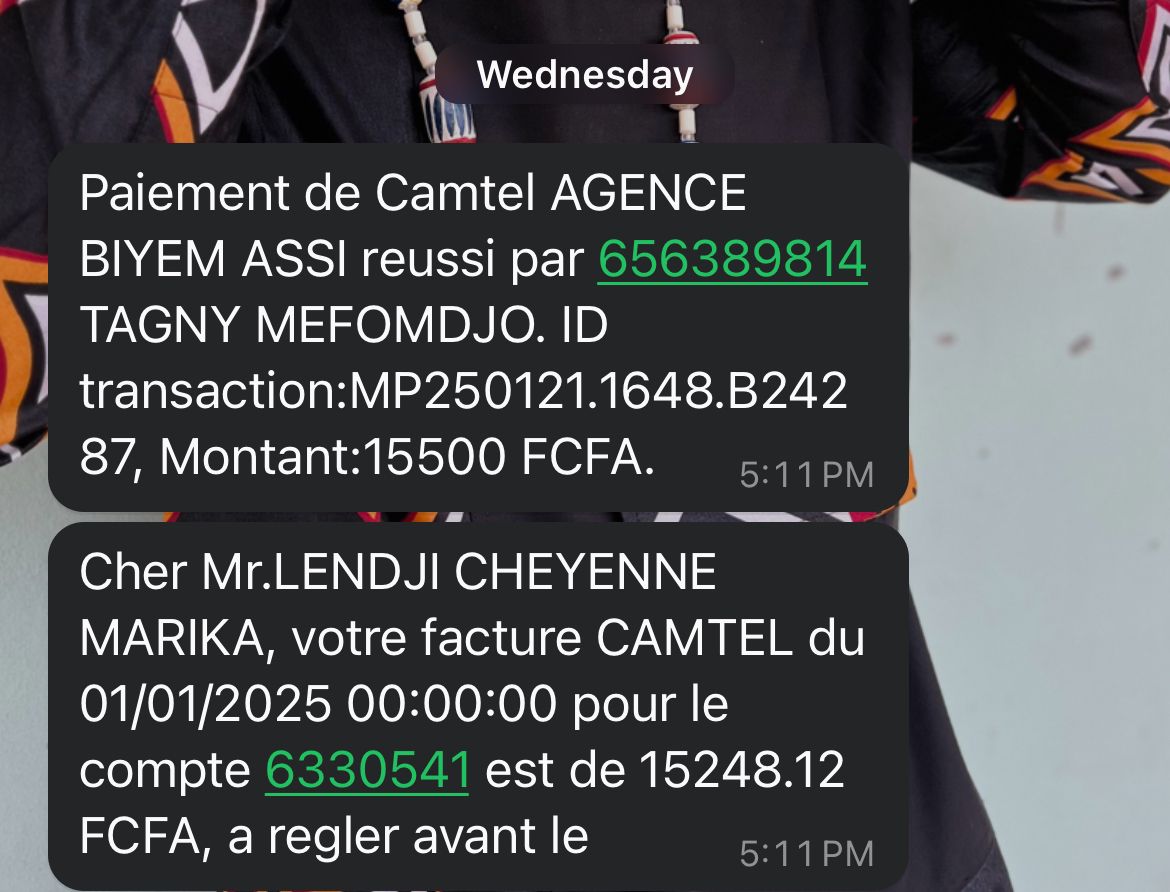 Wednesday
Paiement de Camtel AGENCE
BIYEM ASSI reussi par 656389814
TAGNY MEFOMDJO. ID
transaction:MP250121.1648.B242
87, Montant:15500 FCFA.
5:11 PM
Cher Mr.LENDJI CHEYENNE
MARIKA, votre facture CAMTEL du
01/01/2025 00:00:00 pour le
compte 6330541 est de 15248.12
FCFA, a regler avant le
5:11 PM